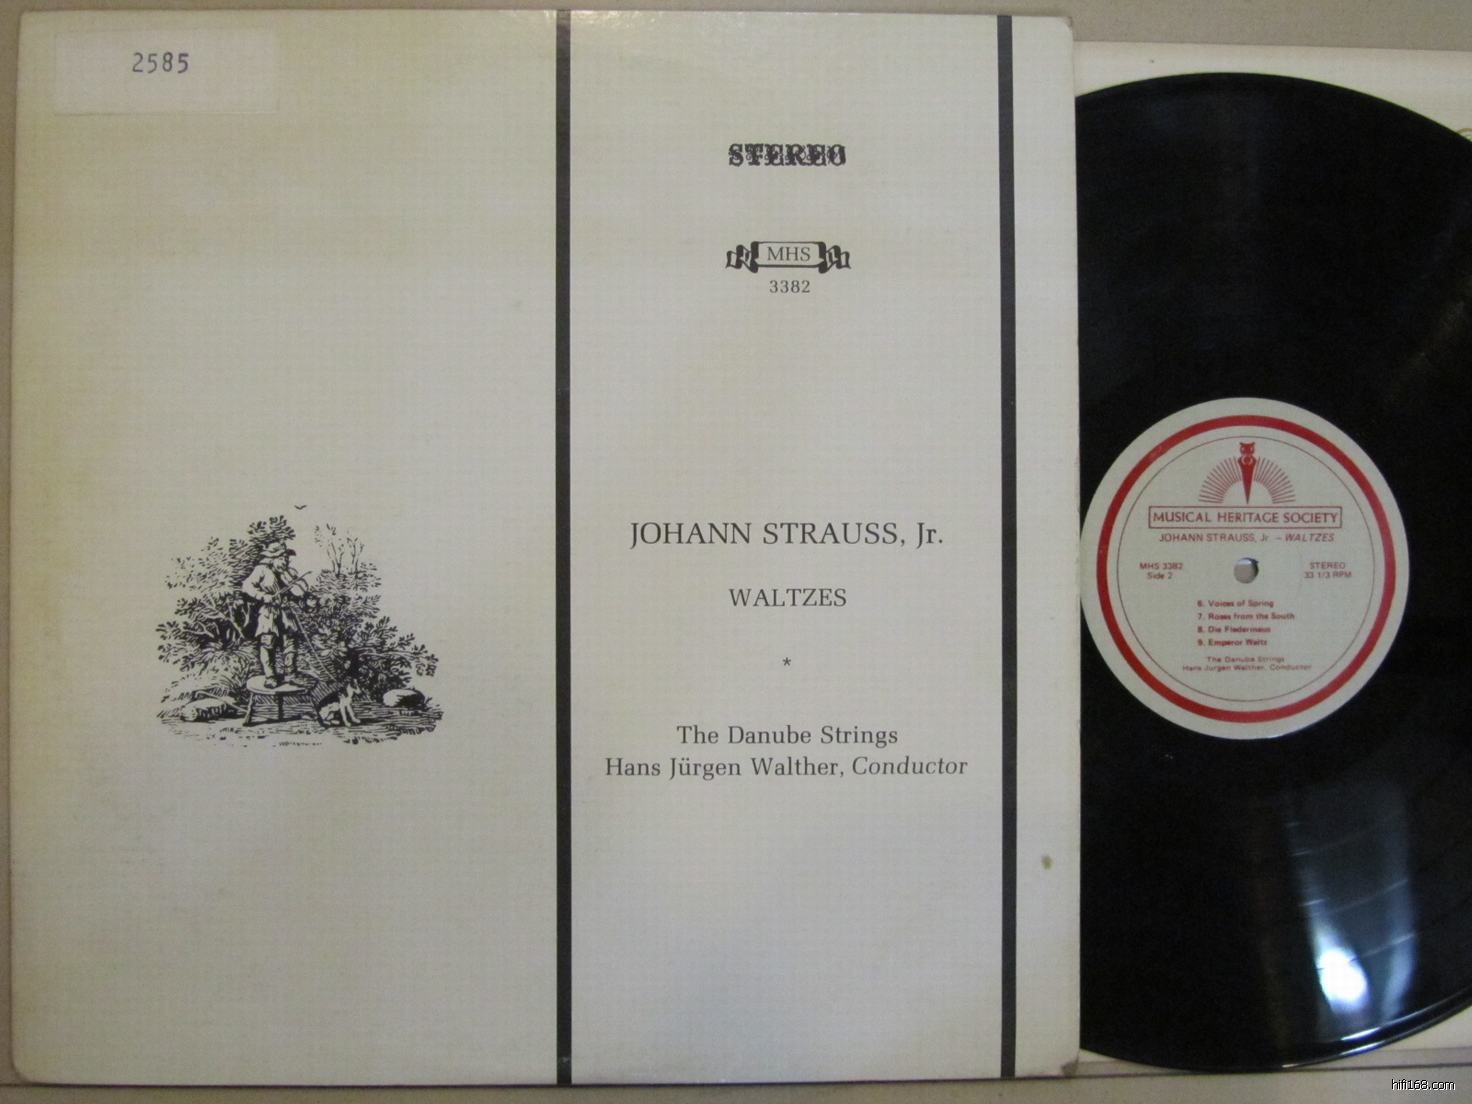 2585
STEREO
MHS
3382
JOHANN STRAUSS, Jr.
WALTZES
*
The Danube Strings
Hans Jürgen Walther, Conductor
MUSICAL HERITAGE SOCIETY
JOHANN STRAUSS, Jr. – WALTZES
MHS 3382
Side 2
STEREO
33 1/3 RPM
6. Voices of Spring
7. Roses from the South
8. Die Fledermaus
9. Emperor Waltz
The Danube Strings
Hans Jurgen Walther, Conductor
hifi168.com